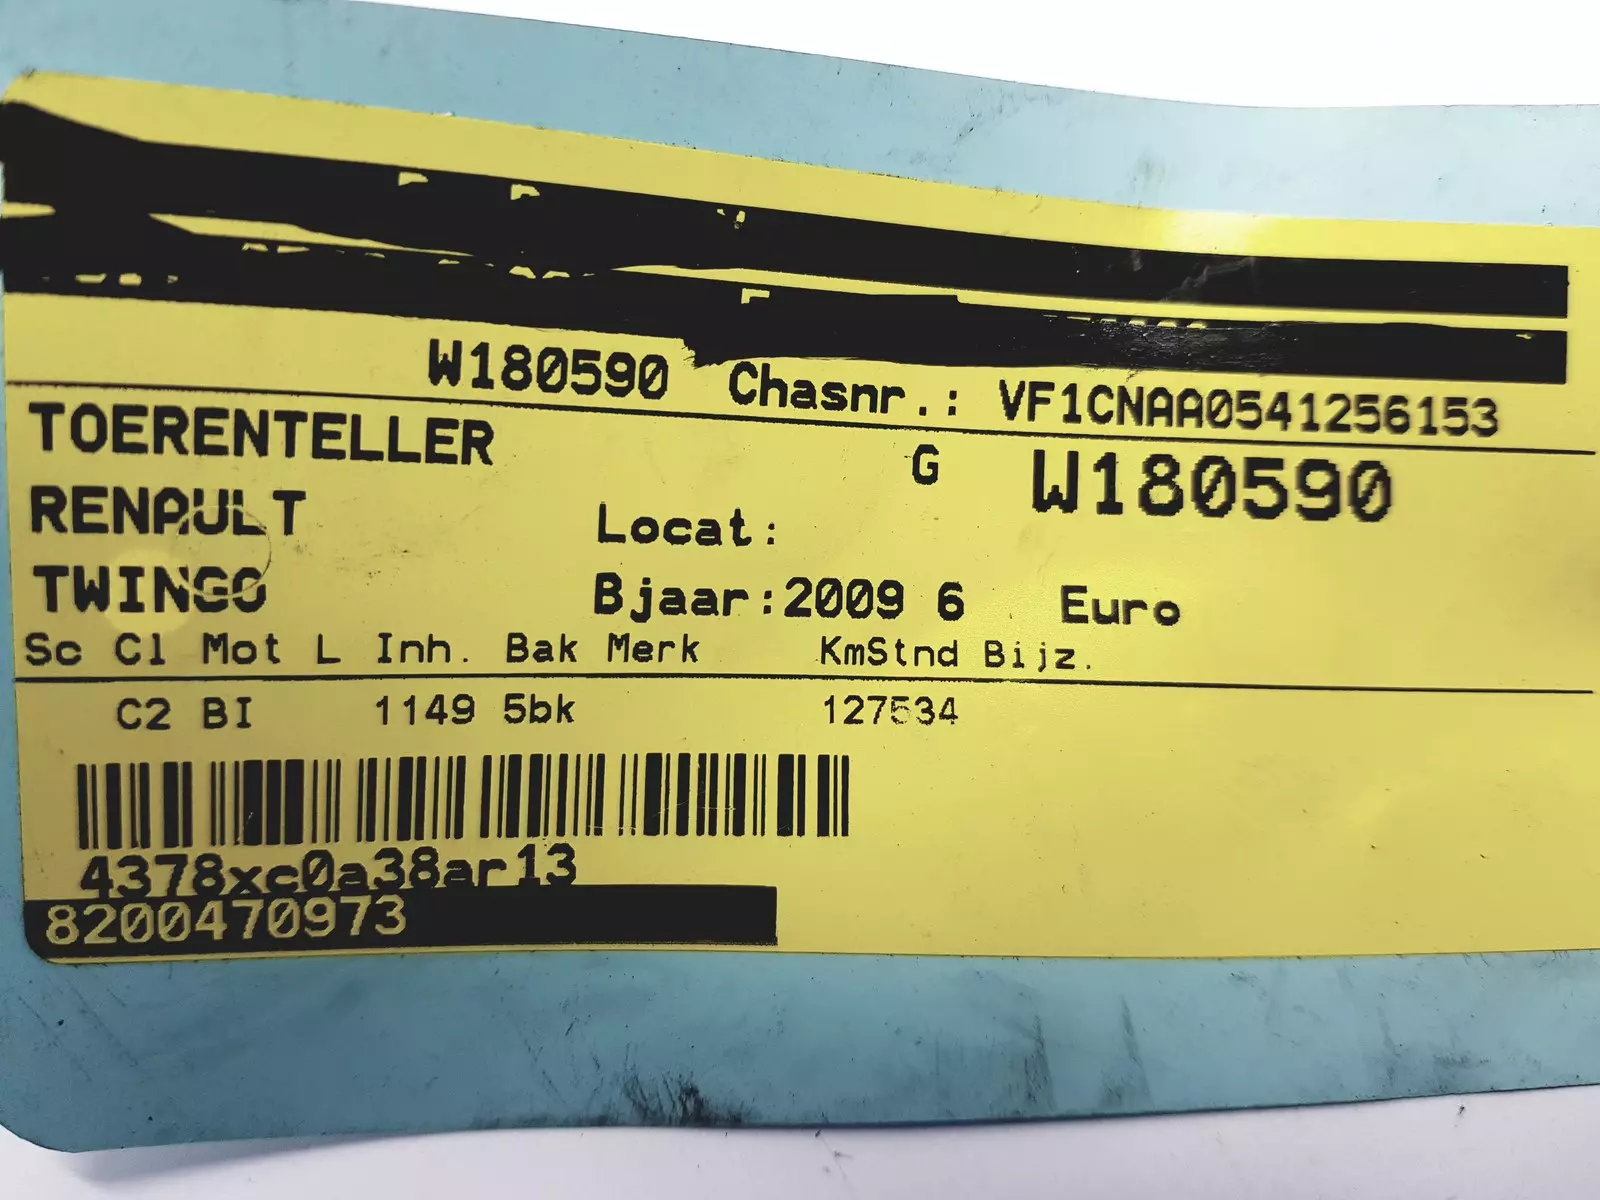 W180590 Chasnr.: VF1CNAA0541256153
TOERENTELLER G W180590
RENAULT Locat:
TWINGO Bjaar:2009 6 Euro
Sc Cl Mot L Inh. Bak Merk KmStnd Bijz.
C2 BI 1149 5bk 127534
4378xc0a38ar13
8200470973